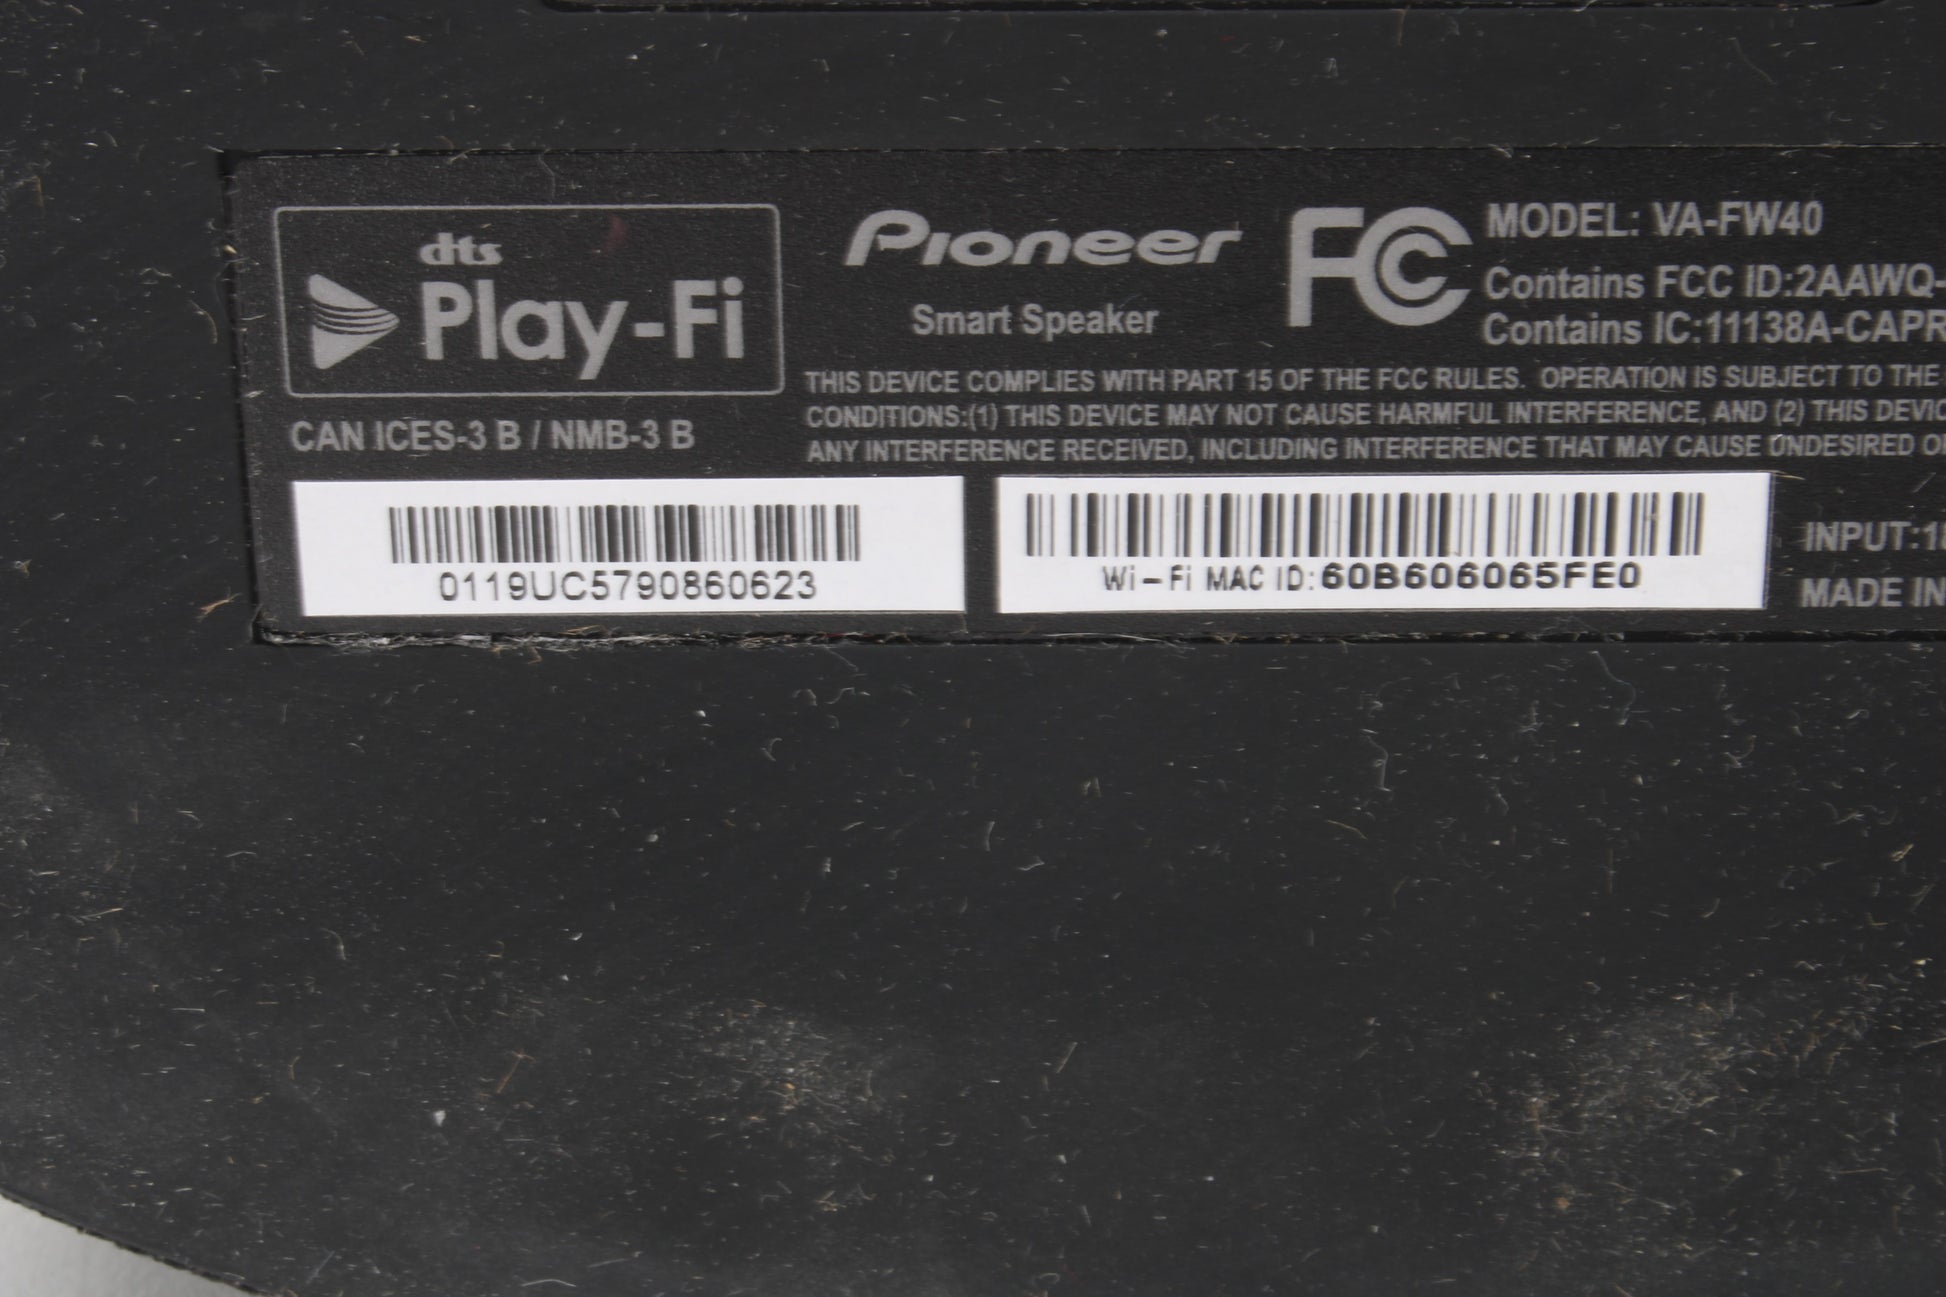 dts
Play-Fi
CAN ICES-3 B / NMB-3 B
Pioneer
Smart Speaker
FC
MODEL: VA-FW40
Contains FCC ID:2AAWQ-
Contains IC:11138A-CAPR
THIS DEVICE COMPLIES WITH PART 15 OF THE FCC RULES. OPERATION IS SUBJECT TO THE
CONDITIONS:(1) THIS DEVICE MAY NOT CAUSE HARMFUL INTERFERENCE, AND (2) THIS DEVIC
ANY INTERFERENCE RECEIVED, INCLUDING INTERFERENCE THAT MAY CAUSE UNDESIRED
0119UC5790860623
Wi-Fi MAC ID:60B606065FE0
INPUT:18
MADE IN